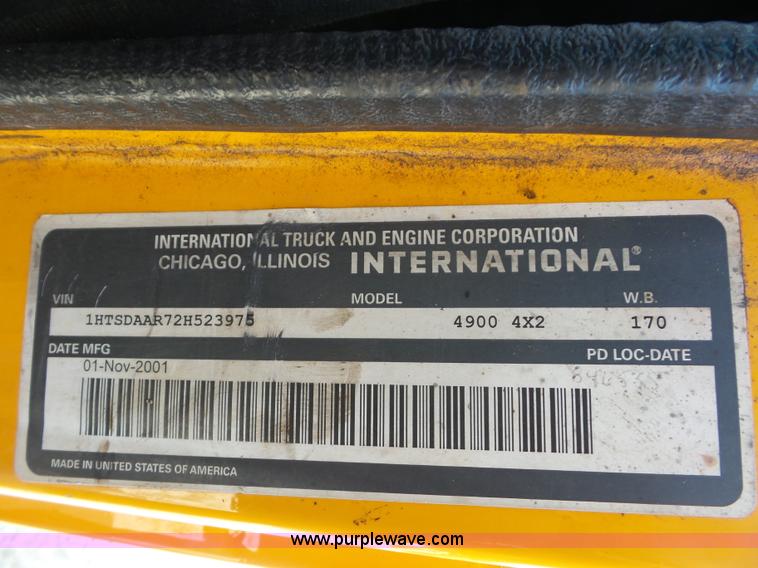 INTERNATIONAL TRUCK AND ENGINE CORPORATION
CHICAGO, ILLINOIS INTERNATIONAL®
VIN MODEL W.B.
1HTSDAAR72H523975 4900 4X2 170
DATE MFG PD LOC-DATE
01-Nov-2001
MADE IN UNITED STATES OF AMERICA
www.purplewave.com